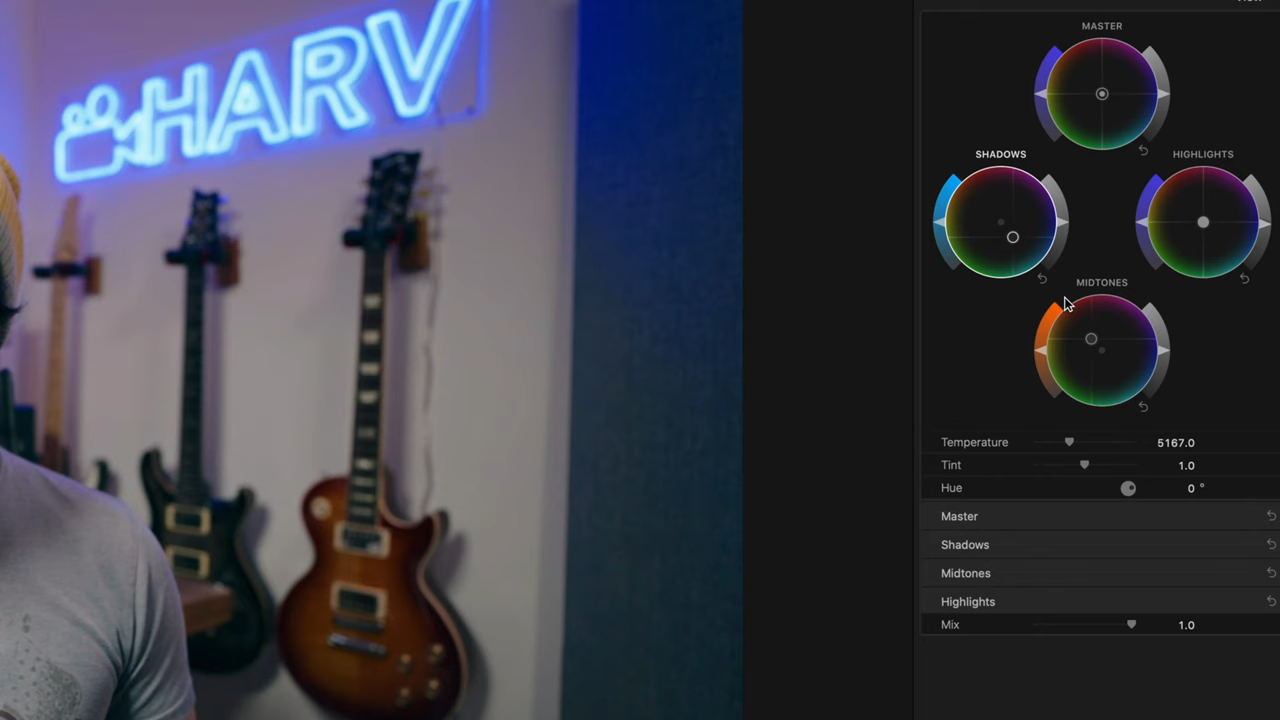 HARV
MASTER
SHADOWS
HIGHLIGHTS
MIDTONES
Temperature 5167.0
Tint 1.0
Hue 0 °
Master
Shadows
Midtones
Highlights
Mix 1.0